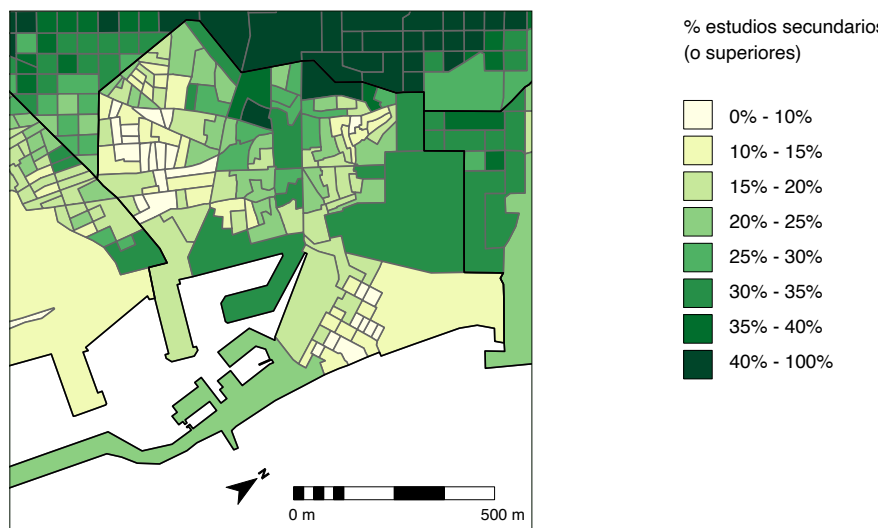 % estudios secundarios
(o superiores)
0% - 10%
10% - 15%
15% - 20%
20% - 25%
25% - 30%
30% - 35%
35% - 40%
40% - 100%
N
0 m
500 m